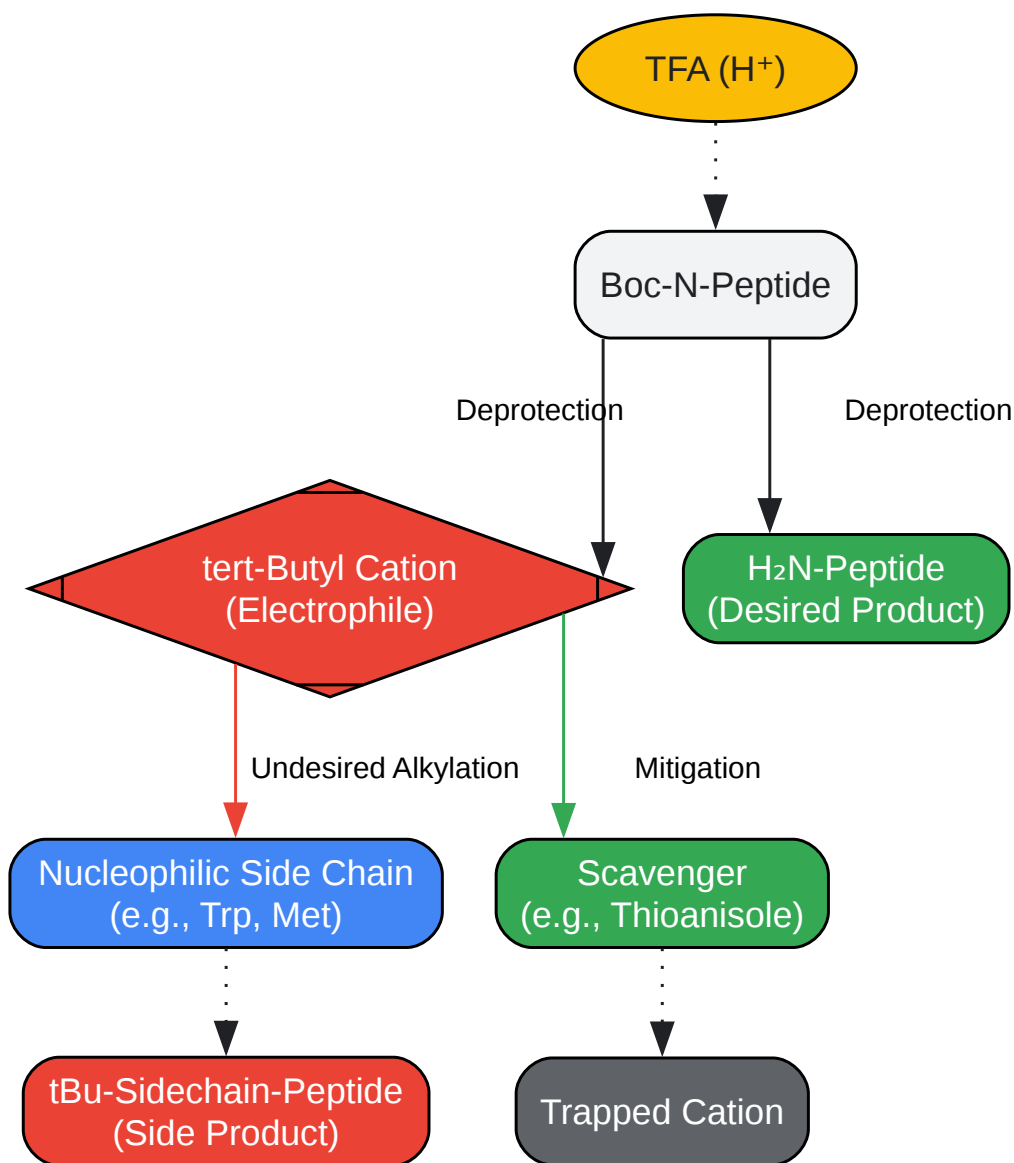 TFA (H⁺)
Boc-N-Peptide
Deprotection
Deprotection
tert-Butyl Cation
(Electrophile)
H₂N-Peptide
(Desired Product)
Undesired Alkylation
Mitigation
Nucleophilic Side Chain
(e.g., Trp, Met)
Scavenger
(e.g., Thioanisole)
tBu-Sidechain-Peptide
(Side Product)
Trapped Cation